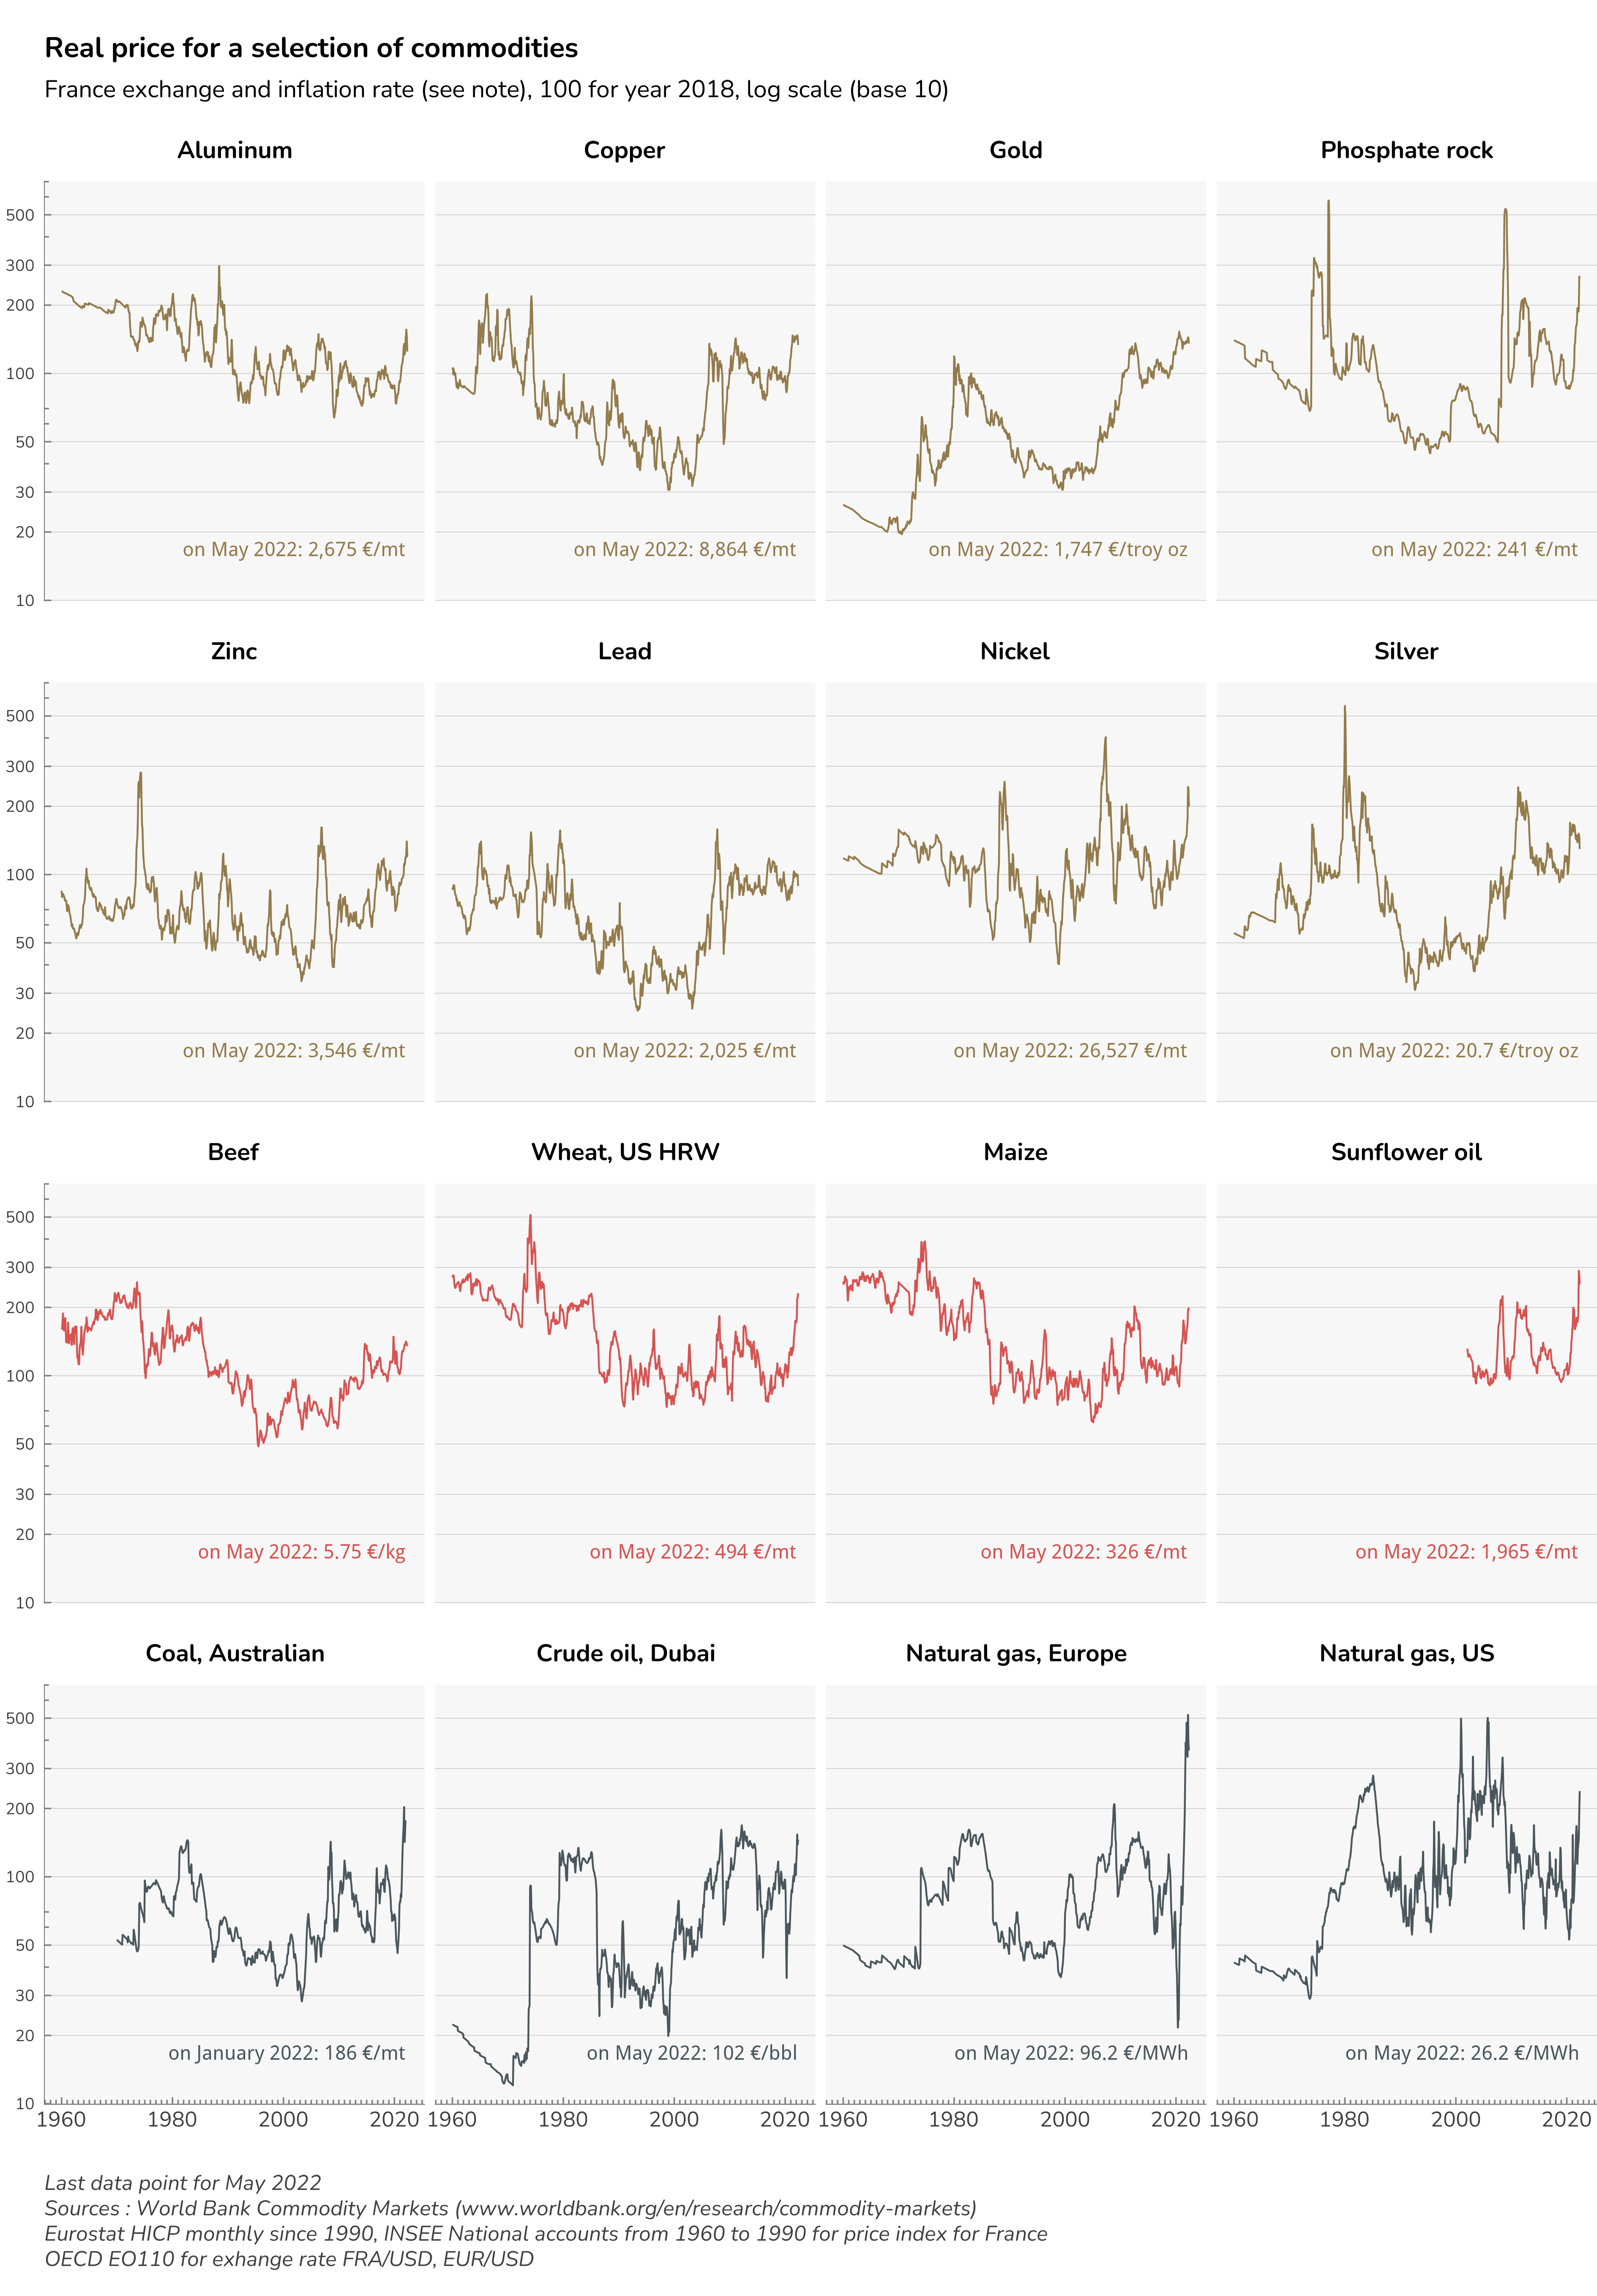 Real price for a selection of commodities
France exchange and inflation rate (see note), 100 for year 2018, log scale (base 10)
Aluminum
Copper
Gold
Phosphate rock
500
300
200
100
50
30
20
10
on May 2022: 2,675 €/mt
on May 2022: 8,864 €/mt
on May 2022: 1,747 €/troy oz
on May 2022: 241 €/mt
Zinc
Lead
Nickel
Silver
500
300
200
100
50
30
20
10
on May 2022: 3,546 €/mt
on May 2022: 2,025 €/mt
on May 2022: 26,527 €/mt
on May 2022: 20.7 €/troy oz
Beef
Wheat, US HRW
Maize
Sunflower oil
500
300
200
100
50
30
20
10
on May 2022: 5.75 €/kg
on May 2022: 494 €/mt
on May 2022: 326 €/mt
on May 2022: 1,965 €/mt
Coal, Australian
Crude oil, Dubai
Natural gas, Europe
Natural gas, US
500
300
200
100
50
30
20
10
on January 2022: 186 €/mt
on May 2022: 102 €/bbl
on May 2022: 96.2 €/MWh
on May 2022: 26.2 €/MWh
1960 1980 2000 2020
1960 1980 2000 2020
1960 1980 2000 2020
1960 1980 2000 2020
Last data point for May 2022
Sources : World Bank Commodity Markets (www.worldbank.org/en/research/commodity-markets)
Eurostat HICP monthly since 1990, INSEE National accounts from 1960 to 1990 for price index for France
OECD EO110 for exhange rate FRA/USD, EUR/USD